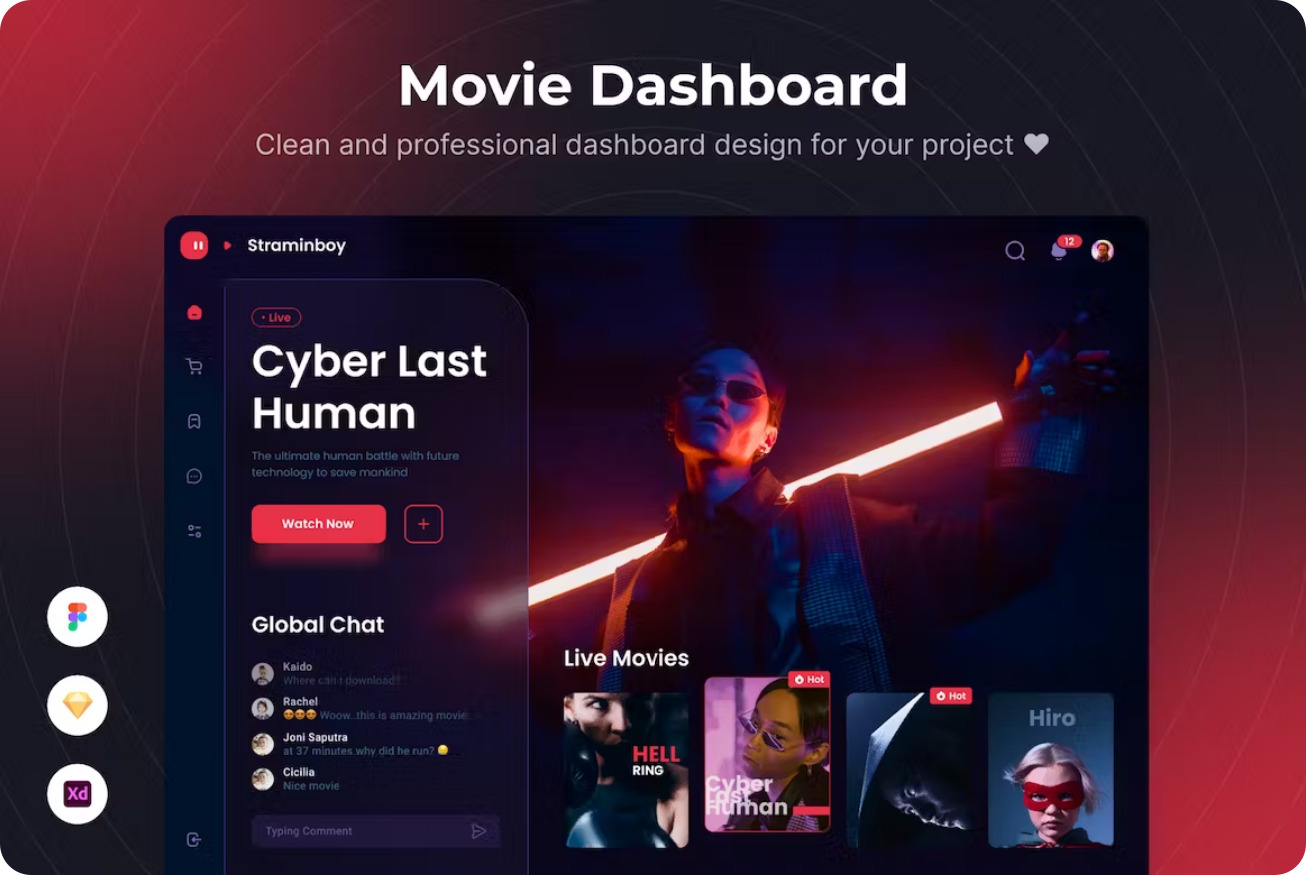 Movie Dashboard
Clean and professional dashboard design for your project 🤍
Straminboy
12
• Live
Cyber Last
Human
The ultimate human battle with future
technology to save mankind
Watch Now
+
Global Chat
Kaido
Where can i download!!
Rachel
😍😍😍 Woow..this is amazing movie
Joni Saputra
at 37 minutes.why did he run? 😒
Cicilia
Nice movie
Typing Comment
Live Movies
HELL
RING
Hot
Cyber
Last
Human
Hot
Hiro
Xd